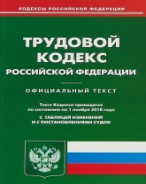 КОДЕКСЫ РОССИЙСКОЙ ФЕДЕРАЦИИ
ТРУДОВОЙ
КОДЕКС
РОССИЙСКОЙ ФЕДЕРАЦИИ
ОФИЦИАЛЬНЫЙ ТЕКСТ
Текст Кодекса приводится
по состоянию на 1 ноября 2018 года
С ТАБЛИЦЕЙ ИЗМЕНЕНИЙ
И С ПОСТАНОВЛЕНИЯМИ СУДОВ